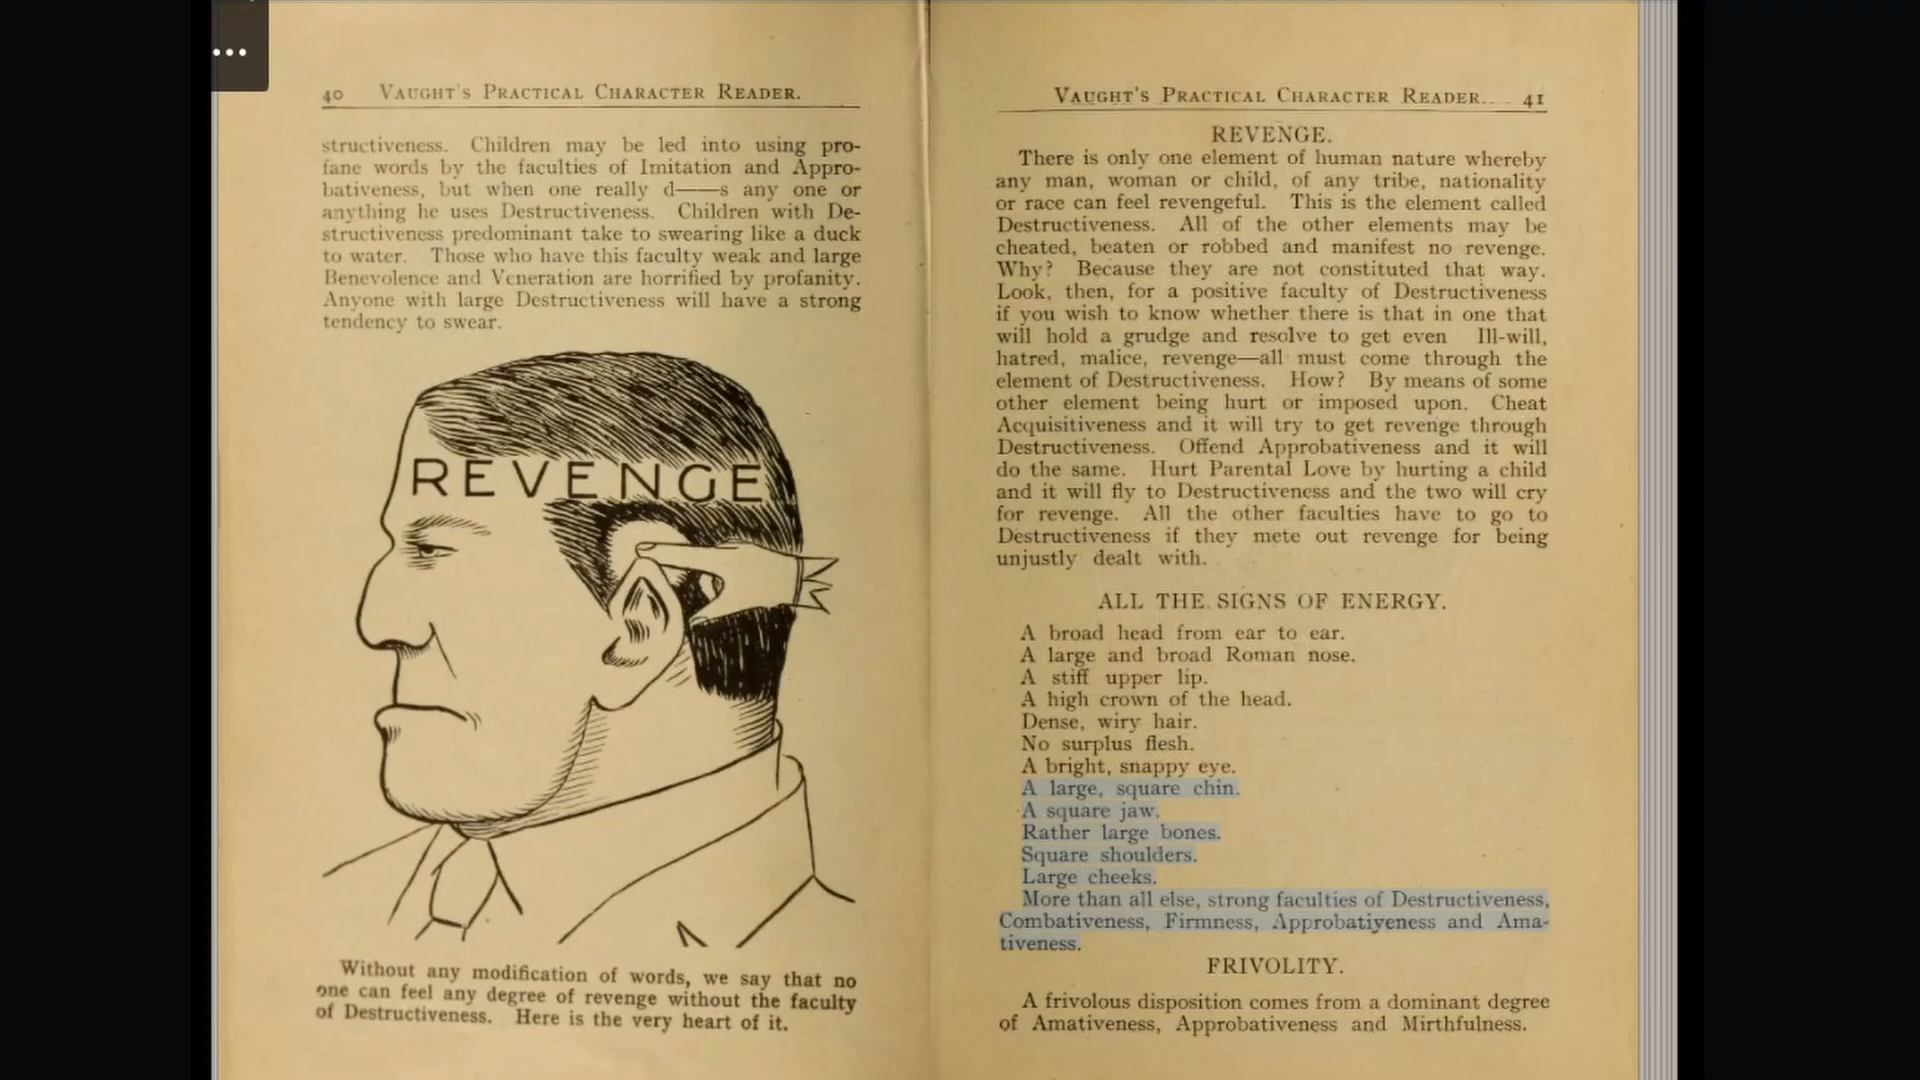 40 VAUGHT'S PRACTICAL CHARACTER READER.
structiveness. Children may be led into using pro-
fane words by the faculties of Imitation and Appro-
bativeness, but when one really d——s any one or
anything he uses Destructiveness. Children with De-
structiveness predominant take to swearing like a duck
to water. Those who have this faculty weak and large
Benevolence and Veneration are horrified by profanity.
Anyone with large Destructiveness will have a strong
tendency to swear.
REVENGE
Without any modification of words, we say that no
one can feel any degree of revenge without the faculty
of Destructiveness. Here is the very heart of it.
VAUGHT'S PRACTICAL CHARACTER READER. 41
REVENGE.
There is only one element of human nature whereby
any man, woman or child, of any tribe, nationality
or race can feel revengeful. This is the element called
Destructiveness. All of the other elements may be
cheated, beaten or robbed and manifest no revenge.
Why? Because they are not constituted that way.
Look, then, for a positive faculty of Destructiveness
if you wish to know whether there is that in one that
will hold a grudge and resolve to get even Ill-will,
hatred, malice, revenge—all must come through the
element of Destructiveness. How? By means of some
other element being hurt or imposed upon. Cheat
Acquisitiveness and it will try to get revenge through
Destructiveness. Offend Approbativeness and it will
do the same. Hurt Parental Love by hurting a child
and it will fly to Destructiveness and the two will cry
for revenge. All the other faculties have to go to
Destructiveness if they mete out revenge for being
unjustly dealt with.
ALL THE SIGNS OF ENERGY.
A broad head from ear to ear.
A large and broad Roman nose.
A stiff upper lip.
A high crown of the head.
Dense, wiry hair.
No surplus flesh.
A bright, snappy eye.
A large, square chin.
A square jaw.
Rather large bones.
Square shoulders.
Large cheeks.
More than all else, strong faculties of Destructiveness,
Combativeness, Firmness, Approbativeness and Ama-
tiveness.
FRIVOLITY.
A frivolous disposition comes from a dominant degree
of Amativeness, Approbativeness and Mirthfulness.